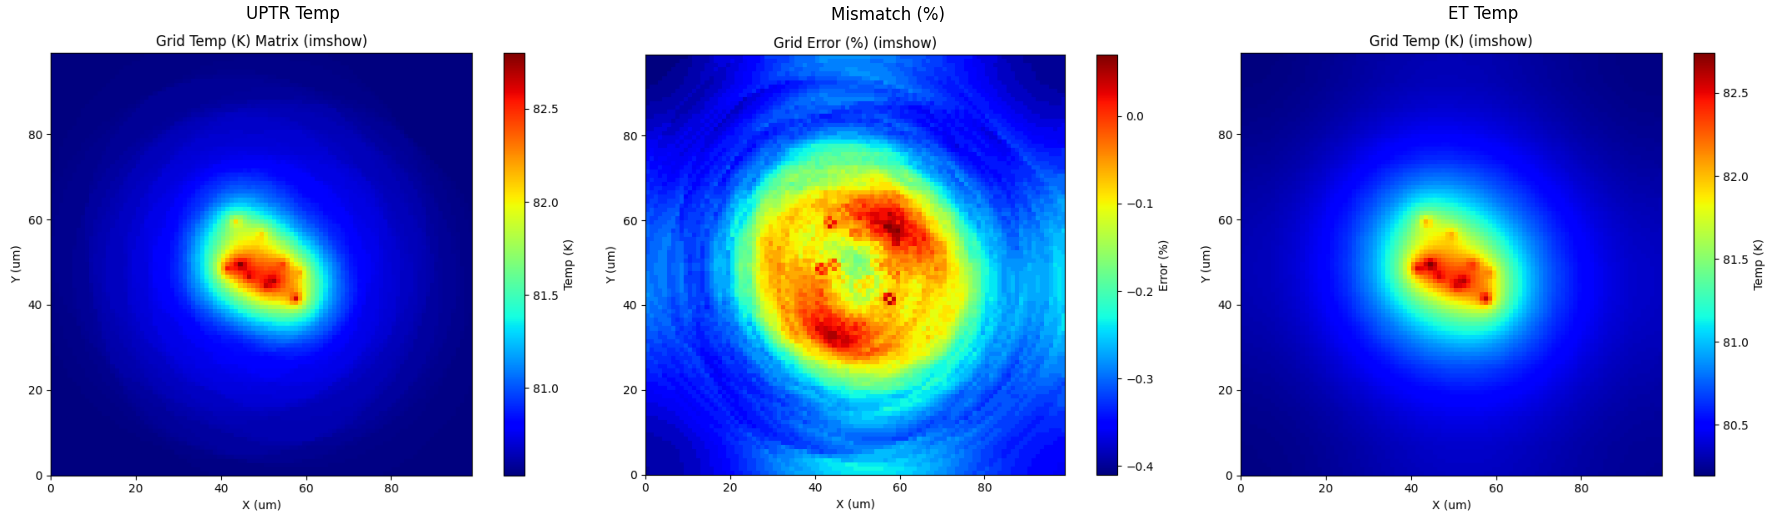 UPTR Temp
Mismatch (%)
ET Temp
Grid Temp (K) Matrix (imshow)
80
60
40
20
0
0
20
40
60
80
Y (um)
X (um)
82.5
82.0
81.5
81.0
Temp (K)
Grid Error (%) (imshow)
80
60
40
20
0
0
20
40
60
80
Y (um)
X (um)
0.0
−0.1
−0.2
−0.3
−0.4
Error (%)
Grid Temp (K) (imshow)
80
60
40
20
0
0
20
40
60
80
Y (um)
X (um)
82.5
82.0
81.5
81.0
80.5
Temp (K)